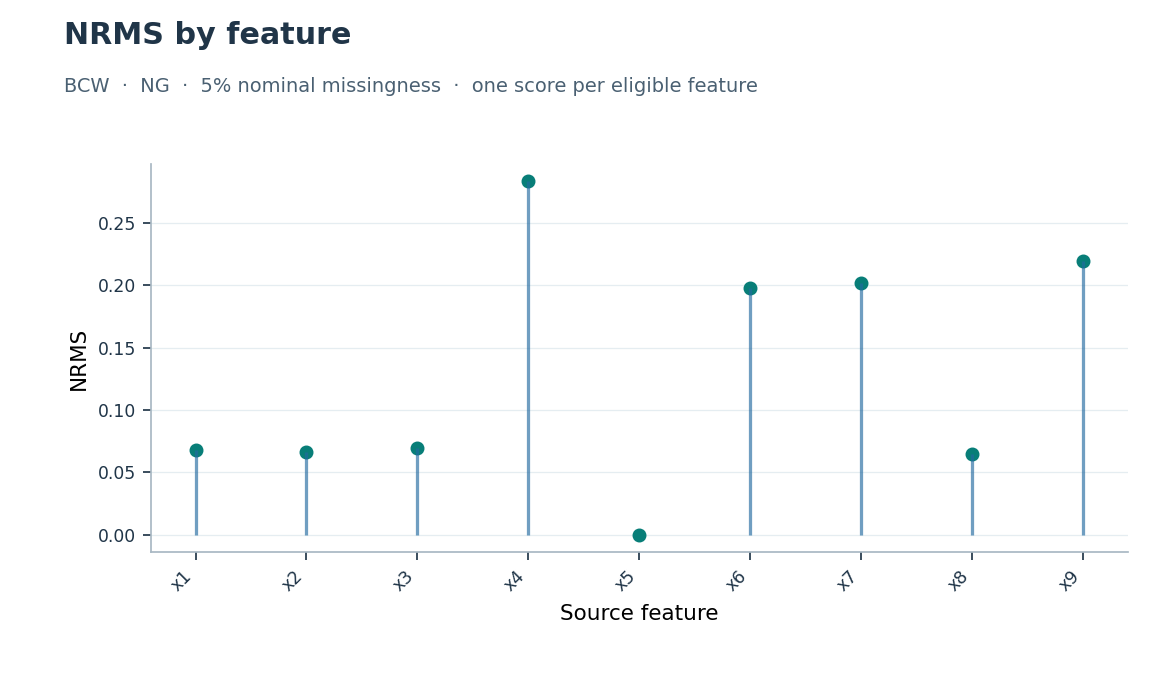 NRMS by feature
BCW · NG · 5% nominal missingness · one score per eligible feature
NRMS
0.25
0.20
0.15
0.10
0.05
0.00
x1 x2 x3 x4 x5 x6 x7 x8 x9
Source feature